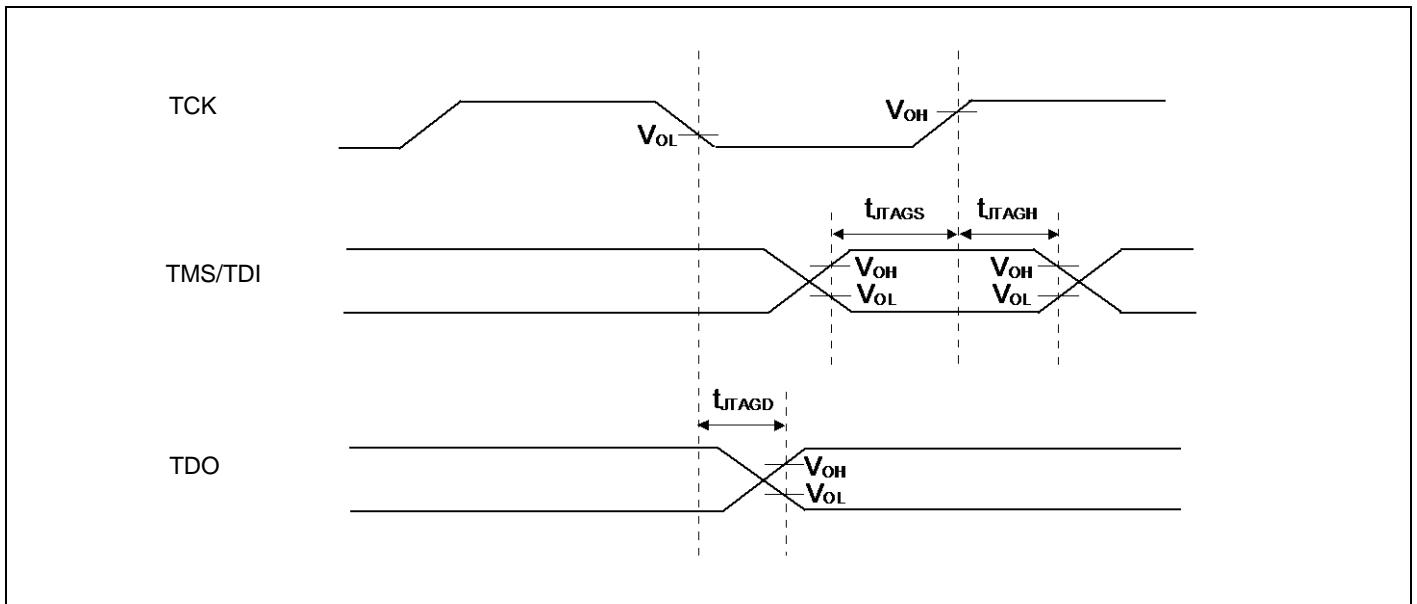 TCK
VOL
VOH
tJTAGS
tJTAGH
TMS/TDI
VOH
VOH
VOL
VOL
tJTAGD
TDO
VOH
VOL